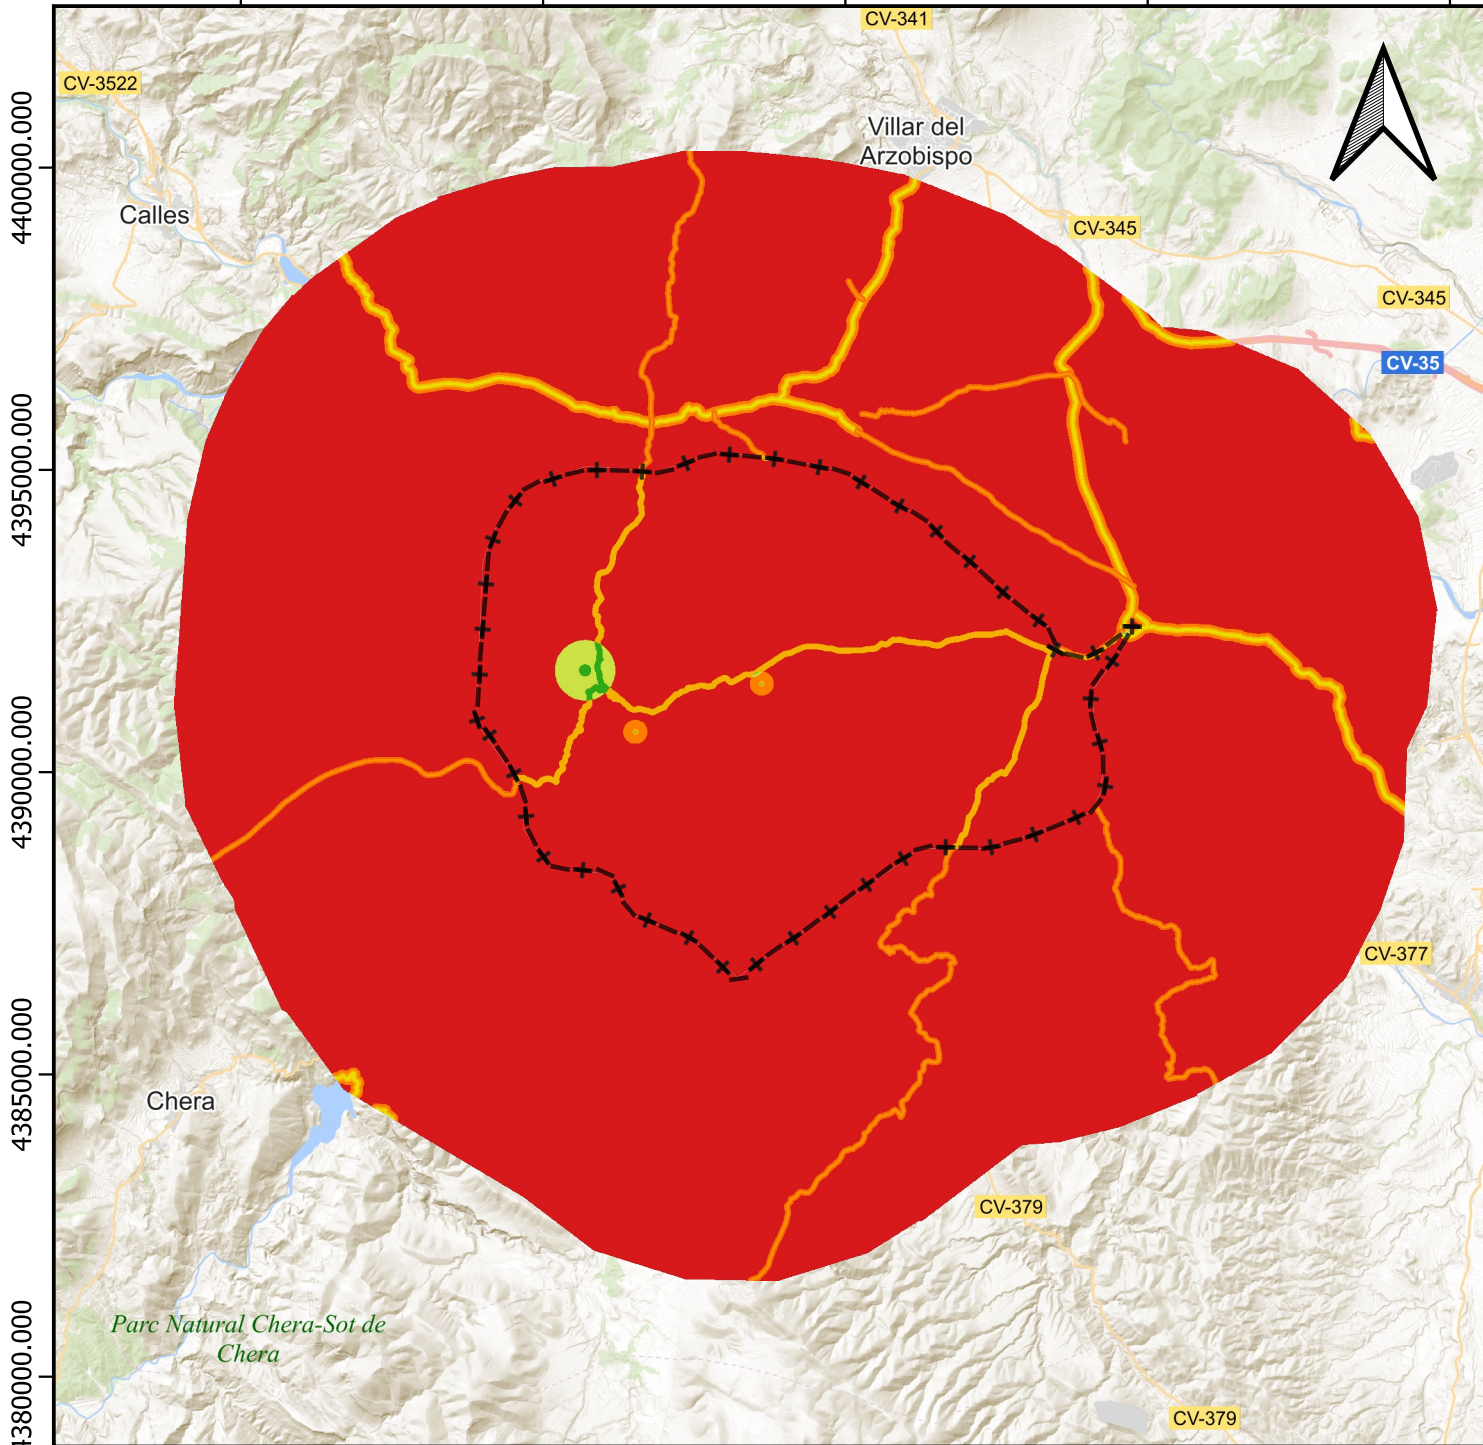 CV-341
CV-3522
Villar del
Arzobispo
4400000.000
Calles
CV-345
CV-345
CV-35
4395000.000
4390000.000
CV-377
4385000.000
Chera
CV-379
Parc Natural Chera-Sot de
Chera
4380000.000
CV-379